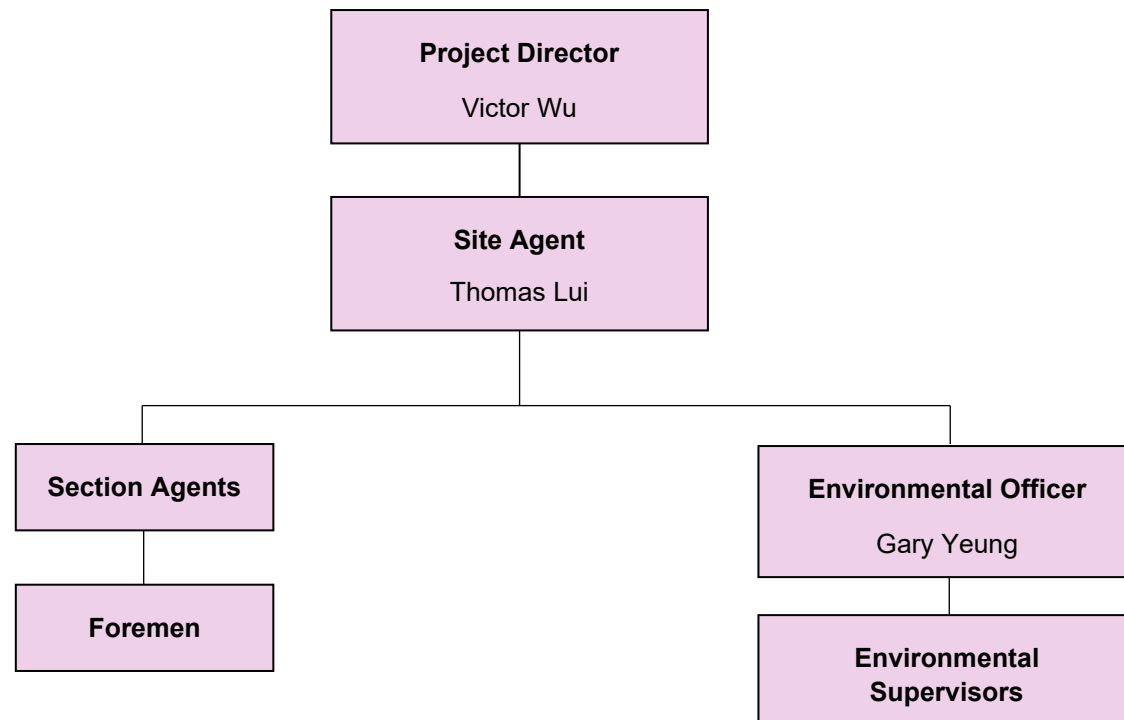 Project Director
Victor Wu
Site Agent
Thomas Lui
Section Agents
Environmental Officer
Gary Yeung
Foremen
Environmental
Supervisors